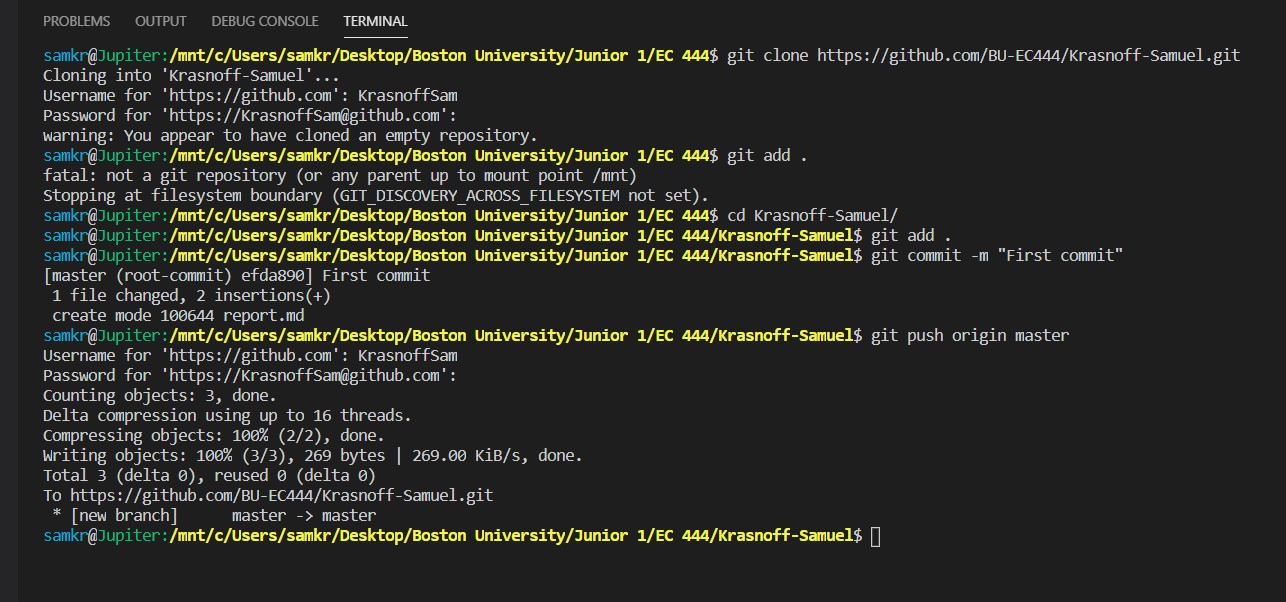 PROBLEMS OUTPUT DEBUG CONSOLE TERMINAL
samkr@Jupiter:/mnt/c/Users/samkr/Desktop/Boston University/Junior 1/EC 444$ git clone https://github.com/BU-EC444/Krasnoff-Samuel.git
Cloning into 'Krasnoff-Samuel'...
Username for 'https://github.com': KrasnoffSam
Password for 'https://KrasnoffSam@github.com':
warning: You appear to have cloned an empty repository.
samkr@Jupiter:/mnt/c/Users/samkr/Desktop/Boston University/Junior 1/EC 444$ git add .
fatal: not a git repository (or any parent up to mount point /mnt)
Stopping at filesystem boundary (GIT_DISCOVERY_ACROSS_FILESYSTEM not set).
samkr@Jupiter:/mnt/c/Users/samkr/Desktop/Boston University/Junior 1/EC 444$ cd Krasnoff-Samuel/
samkr@Jupiter:/mnt/c/Users/samkr/Desktop/Boston University/Junior 1/EC 444/Krasnoff-Samuel$ git add .
samkr@Jupiter:/mnt/c/Users/samkr/Desktop/Boston University/Junior 1/EC 444/Krasnoff-Samuel$ git commit -m "First commit"
[master (root-commit) efda890] First commit
 1 file changed, 2 insertions(+)
 create mode 100644 report.md
samkr@Jupiter:/mnt/c/Users/samkr/Desktop/Boston University/Junior 1/EC 444/Krasnoff-Samuel$ git push origin master
Username for 'https://github.com': KrasnoffSam
Password for 'https://KrasnoffSam@github.com':
Counting objects: 3, done.
Delta compression using up to 16 threads.
Compressing objects: 100% (2/2), done.
Writing objects: 100% (3/3), 269 bytes | 269.00 KiB/s, done.
Total 3 (delta 0), reused 0 (delta 0)
To https://github.com/BU-EC444/Krasnoff-Samuel.git
 * [new branch]      master -> master
samkr@Jupiter:/mnt/c/Users/samkr/Desktop/Boston University/Junior 1/EC 444/Krasnoff-Samuel$